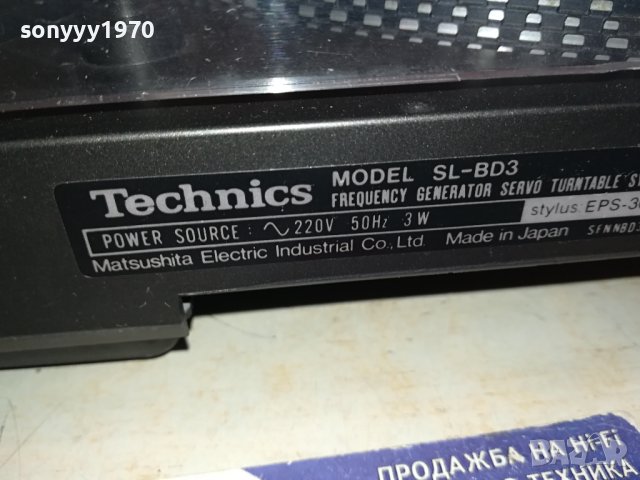 sonyyy1970
Technics
MODEL SL-BD3
FREQUENCY GENERATOR SERVO TURNTABLE
POWER SOURCE : ∿ 220V 50Hz 3W
stylus: EPS-
Matsushita Electric Industrial Co., Ltd. Made in Japan
ПРОДАЖБА НА Hi-Fi
ТЕХНИКА